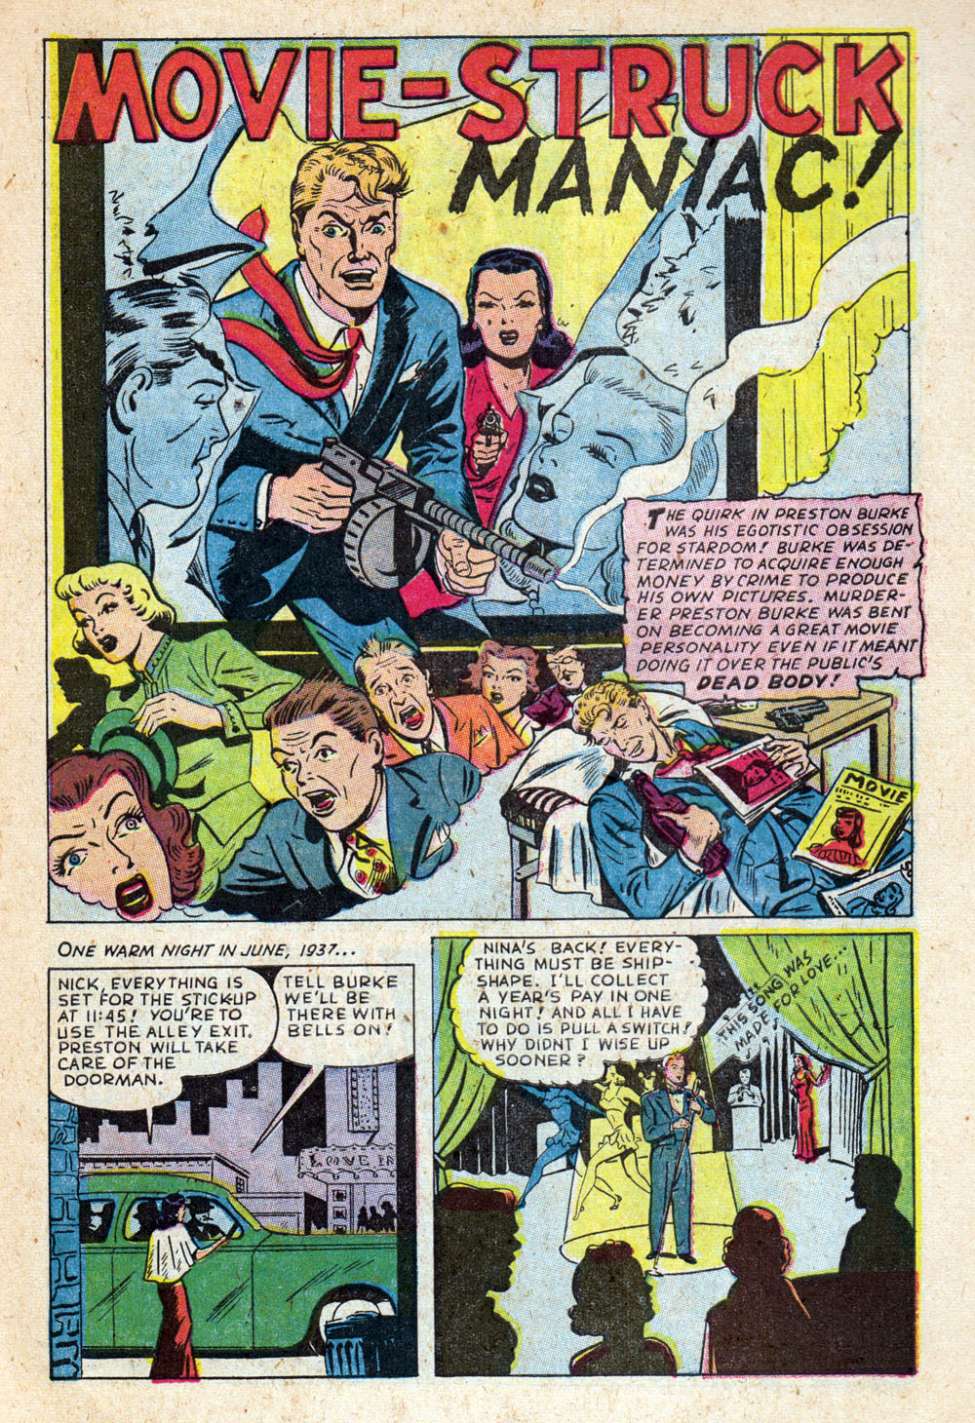 MOVIE-STRUCK
MANIAC!
THE QUIRK IN PRESTON BURKE
WAS HIS EGOTISTIC OBSESSION
FOR STARDOM! BURKE WAS DE-
TERMINED TO ACQUIRE ENOUGH
MONEY BY CRIME TO PRODUCE
HIS OWN PICTURES. MURDER-
ER PRESTON BURKE WAS BENT
ON BECOMING A GREAT MOVIE
PERSONALITY EVEN IF IT MEANT
DOING IT OVER THE PUBLIC'S
DEAD BODY!
MOVIE
ONE WARM NIGHT IN JUNE, 1937...
NICK, EVERYTHING IS
SET FOR THE STICK-UP
AT 11:45! YOU'RE TO
USE THE ALLEY EXIT.
PRESTON WILL TAKE
CARE OF THE
DOORMAN.
TELL BURKE
WE'LL BE
THERE WITH
BELLS ON!
LOVE IN
NINA'S BACK! EVERY-
THING MUST BE SHIP-
SHAPE. I'LL COLLECT
A YEAR'S PAY IN ONE
NIGHT! AND ALL I HAVE
TO DO IS PULL A SWITCH!
WHY DIDNT I WISE UP
SOONER?
...THIS SONG WAS
MADE FOR LOVE...